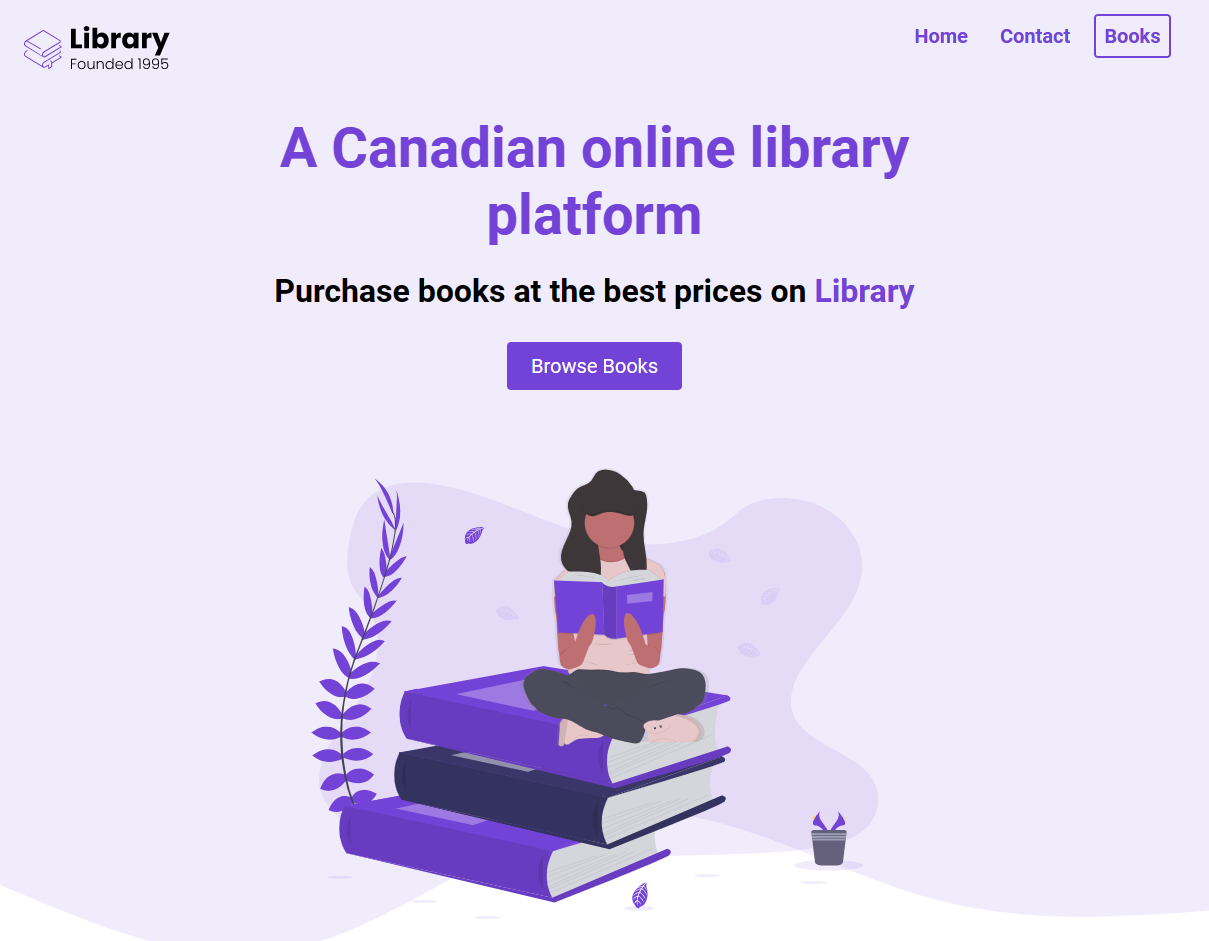 Library
Founded 1995
Home Contact Books
A Canadian online library
platform
Purchase books at the best prices on Library
Browse Books